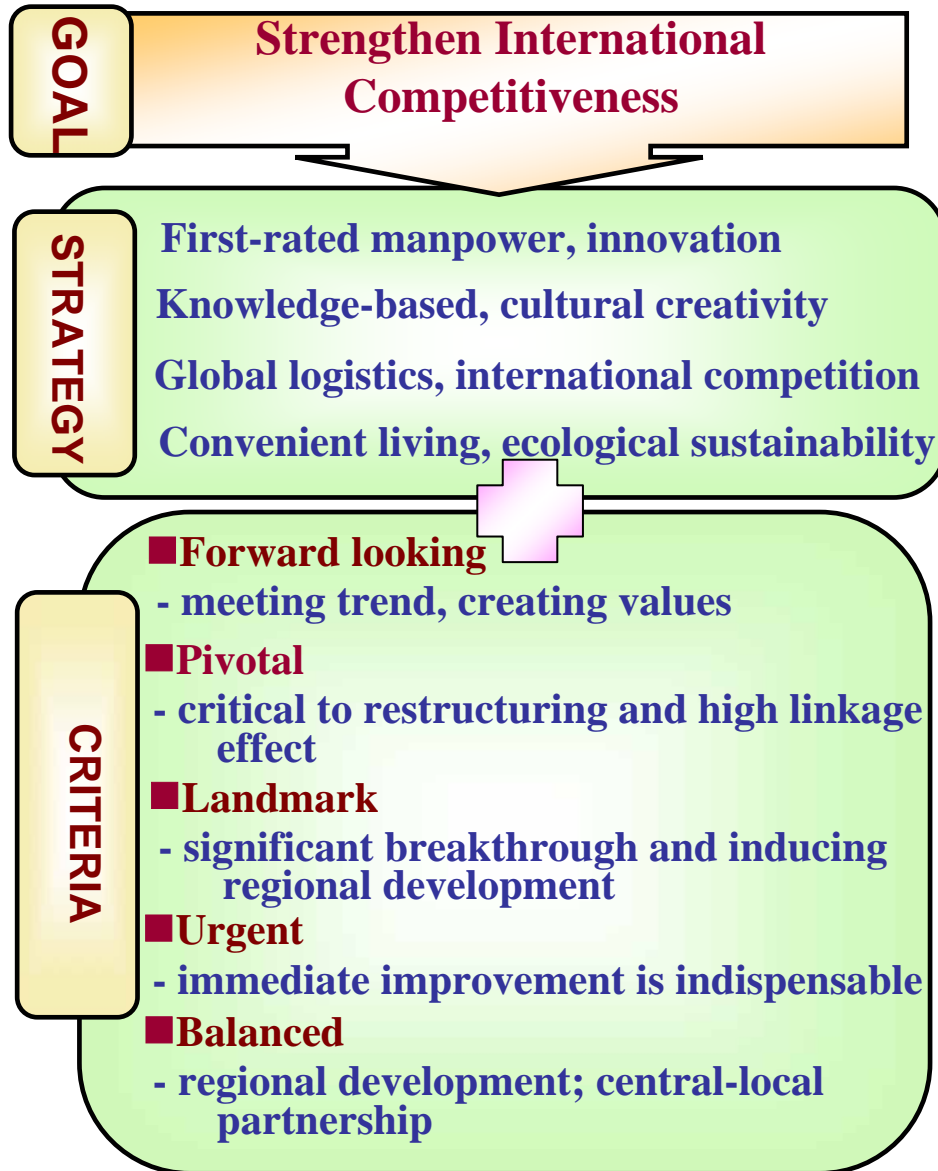 GOAL
Strengthen International
Competitiveness
STRATEGY
First-rated manpower, innovation
Knowledge-based, cultural creativity
Global logistics, international competition
Convenient living, ecological sustainability
CRITERIA
■Forward looking
- meeting trend, creating values
■Pivotal
- critical to restructuring and high linkage
effect
■Landmark
- significant breakthrough and inducing
regional development
■Urgent
- immediate improvement is indispensable
■Balanced
- regional development; central-local
partnership